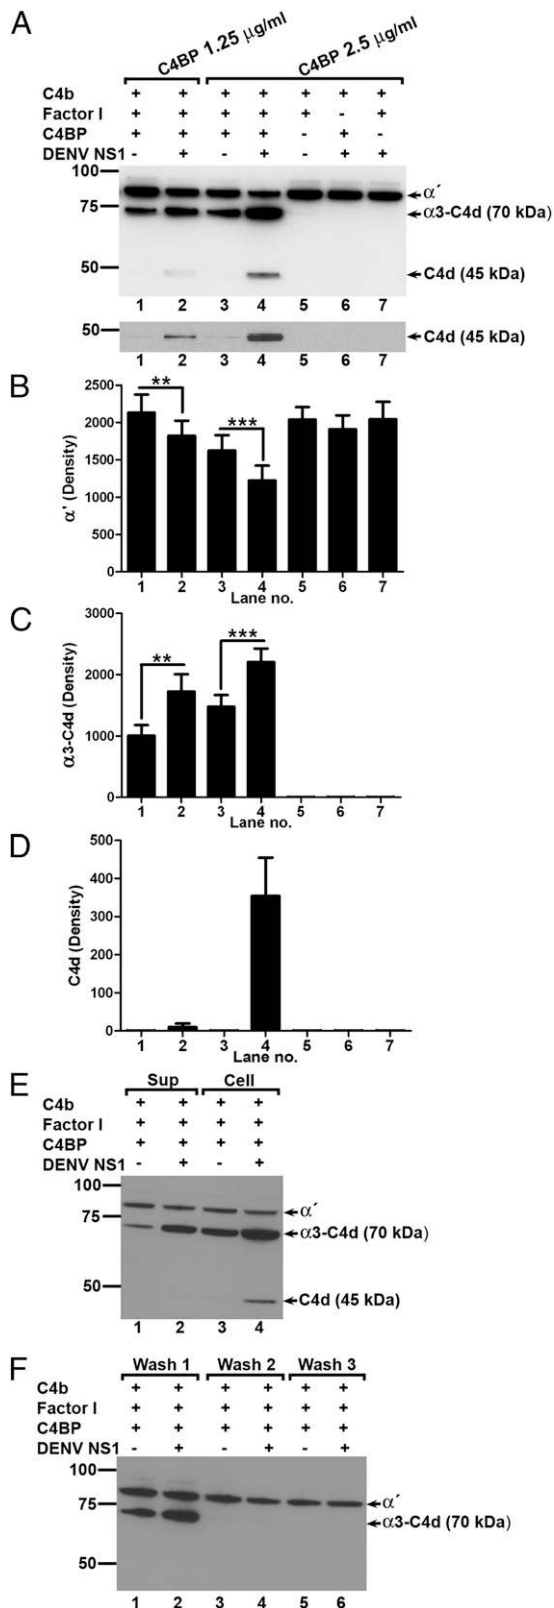 A
C4BP 1.25 μg/ml
C4BP 2.5 μg/ml
C4b + + + + + + +
Factor I + + + + + - +
C4BP + + + + - + -
DENV NS1 - + - + - + +
100
α´
75
α3-C4d (70 kDa)
50
C4d (45 kDa)
1 2 3 4 5 6 7
50
C4d (45 kDa)
1 2 3 4 5 6 7
B
α' (Density)
2500
2000
1500
1000
500
0
** ***
1 2 3 4 5 6 7
Lane no.
C
α3-C4d (Density)
3000
2000
1000
0
** ***
1 2 3 4 5 6 7
Lane no.
D
C4d (Density)
500
400
300
200
100
0
1 2 3 4 5 6 7
Lane no.
E
Sup Cell
C4b + + + +
Factor I + + + +
C4BP + + + +
DENV NS1 - + - +
100
α´
75
α3-C4d (70 kDa)
50
C4d (45 kDa)
1 2 3 4
F
Wash 1 Wash 2 Wash 3
C4b + + + + + +
Factor I + + + + + +
C4BP + + + + + +
DENV NS1 - + - + - +
100
75
α´
α3-C4d (70 kDa)
50
1 2 3 4 5 6